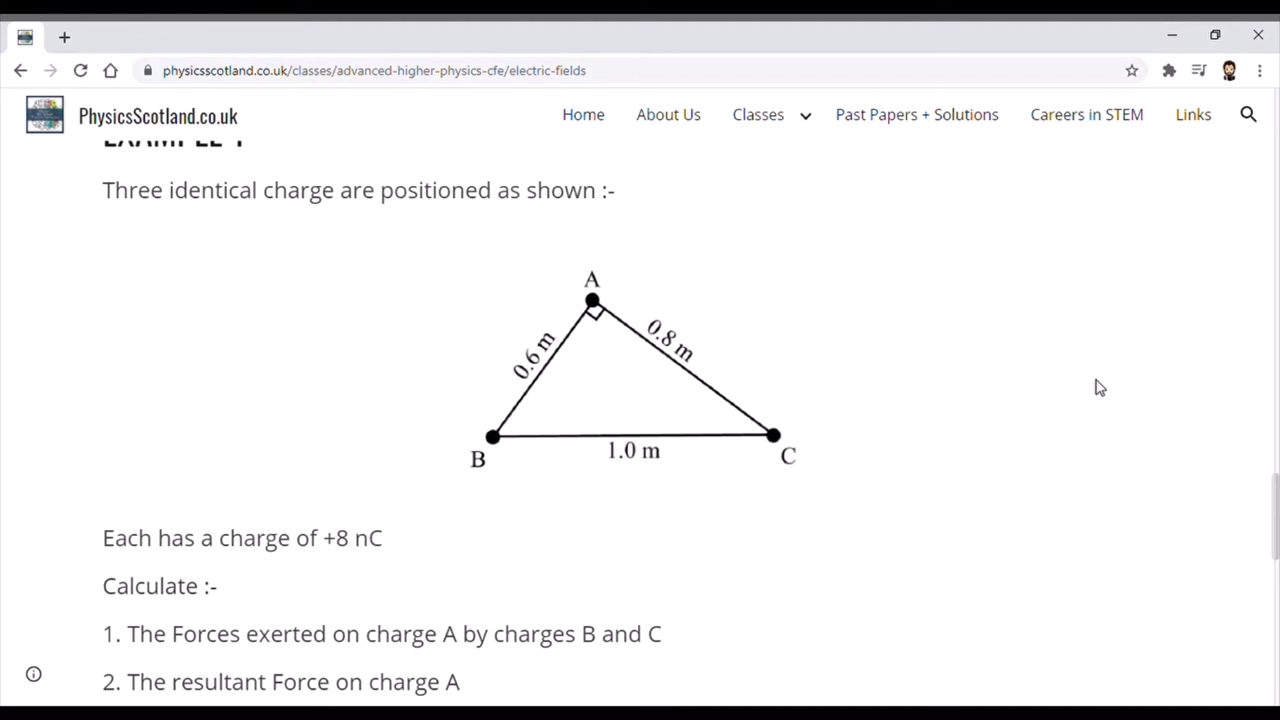 physicsscotland.co.uk/classes/advanced-higher-physics-cfe/electric-fields
PhysicsScotland.co.uk
Home About Us Classes Past Papers + Solutions Careers in STEM Links
Three identical charge are positioned as shown :-
A
0.6 m
0.8 m
1.0 m
B
C
Each has a charge of +8 nC
Calculate :-
1. The Forces exerted on charge A by charges B and C
2. The resultant Force on charge A